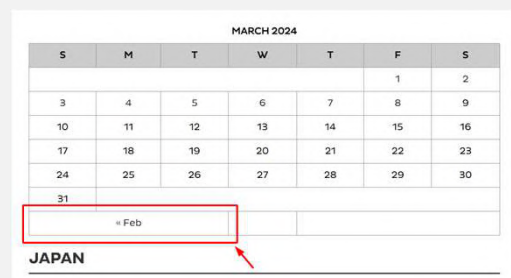 MARCH 2024
S M T W T F S
1 2
3 4 5 6 7 8 9
10 11 12 13 14 15 16
17 18 19 20 21 22 23
24 25 26 27 28 29 30
31
« Feb
JAPAN